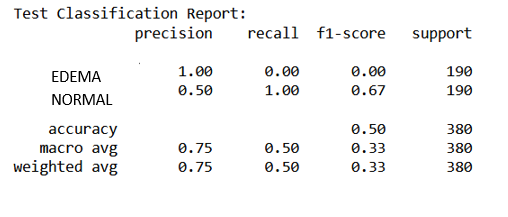 Test Classification Report:
precision recall f1-score support
EDEMA 1.00 0.00 0.00 190
NORMAL 0.50 1.00 0.67 190
accuracy 0.50 380
macro avg 0.75 0.50 0.33 380
weighted avg 0.75 0.50 0.33 380